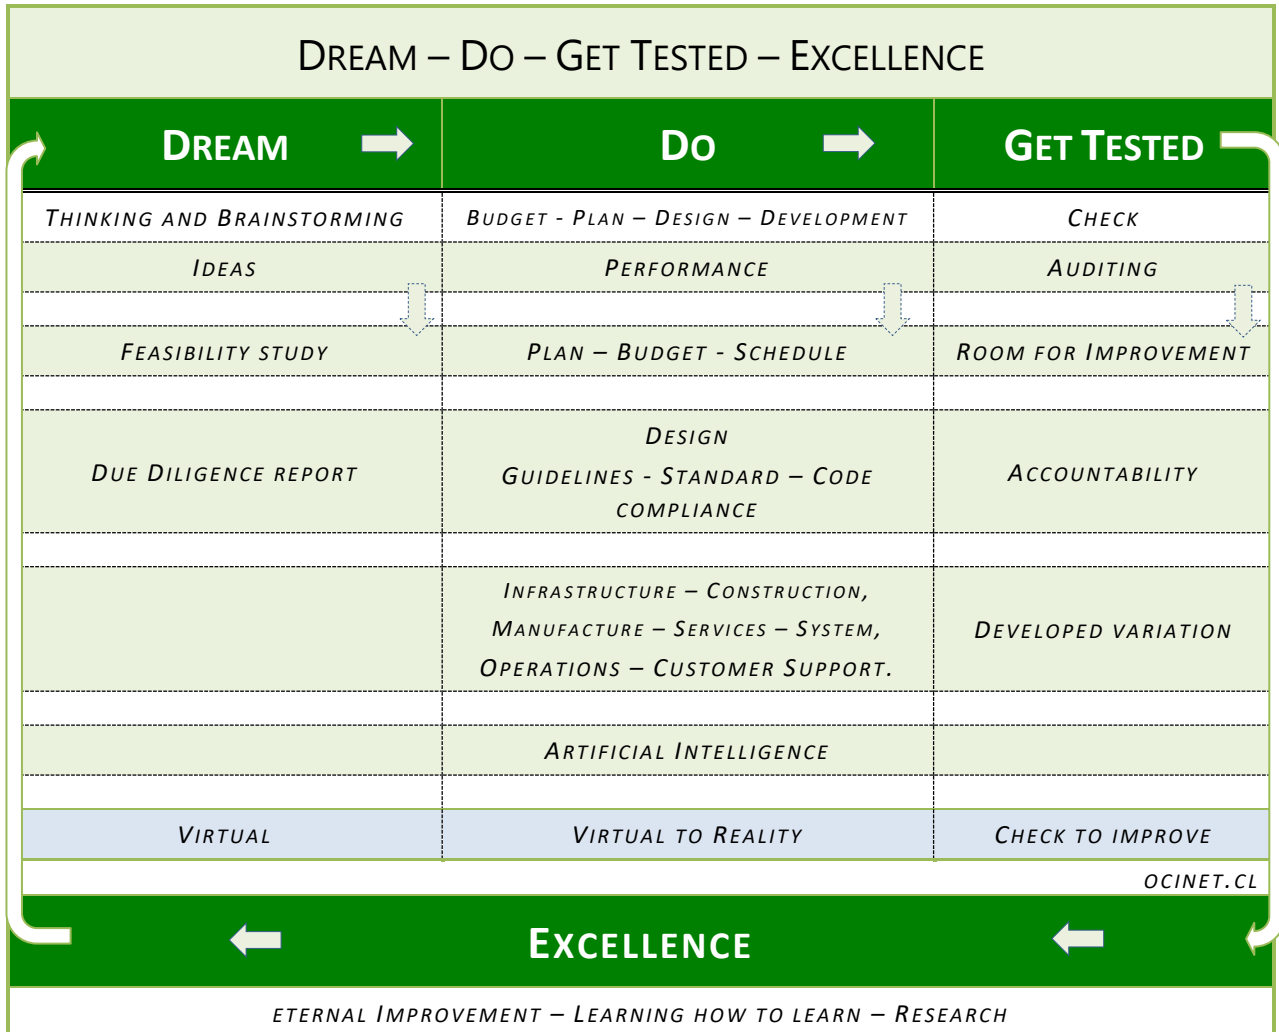 Dream – Do – Get Tested – Excellence
Dream Do Get Tested
Thinking and Brainstorming Budget - Plan – Design – Development Check
Ideas Performance Auditing
Feasibility study Plan – Budget - Schedule Room for Improvement
Due Diligence report
Design
Guidelines - Standard – Code
compliance
Accountability
Infrastructure – Construction,
Manufacture – Services – System,
Operations – Customer Support.
Developed variation
Artificial Intelligence
Virtual Virtual to Reality Check to improve
ocinet.cl
Excellence
eternal Improvement – Learning how to learn – Research